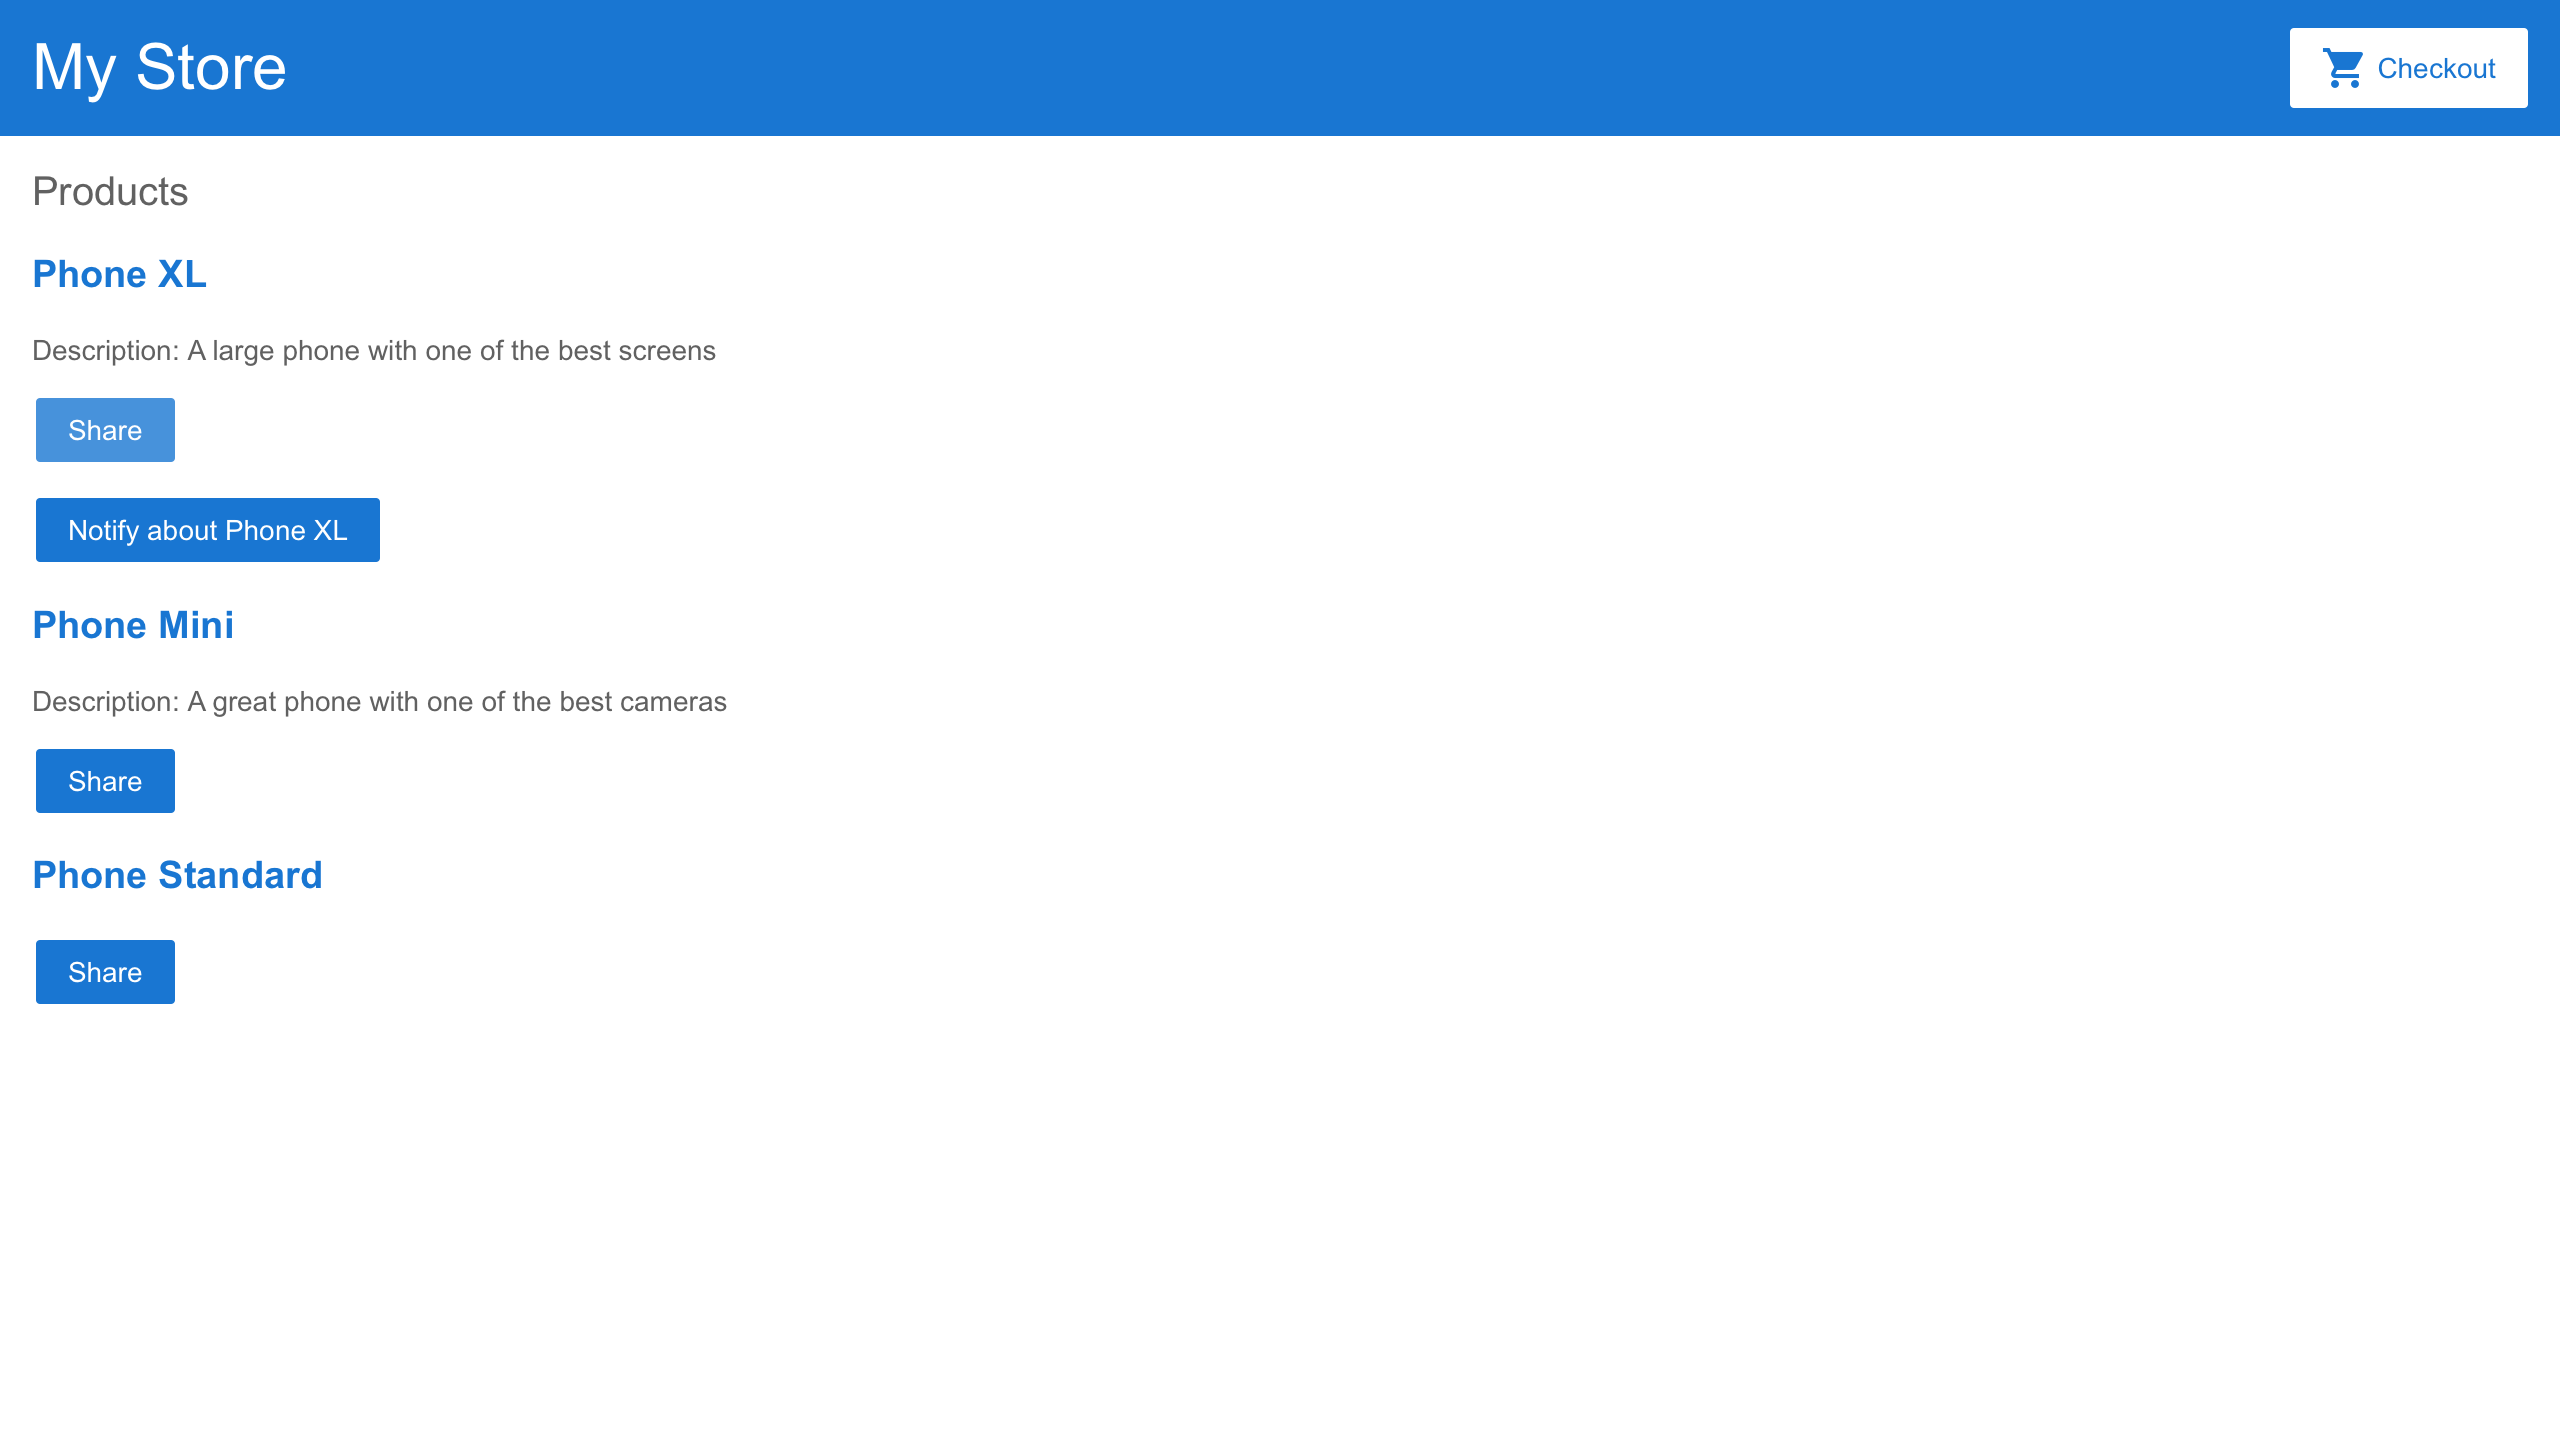 My Store
Checkout
Products
Phone XL
Description: A large phone with one of the best screens
Share
Notify about Phone XL
Phone Mini
Description: A great phone with one of the best cameras
Share
Phone Standard
Share